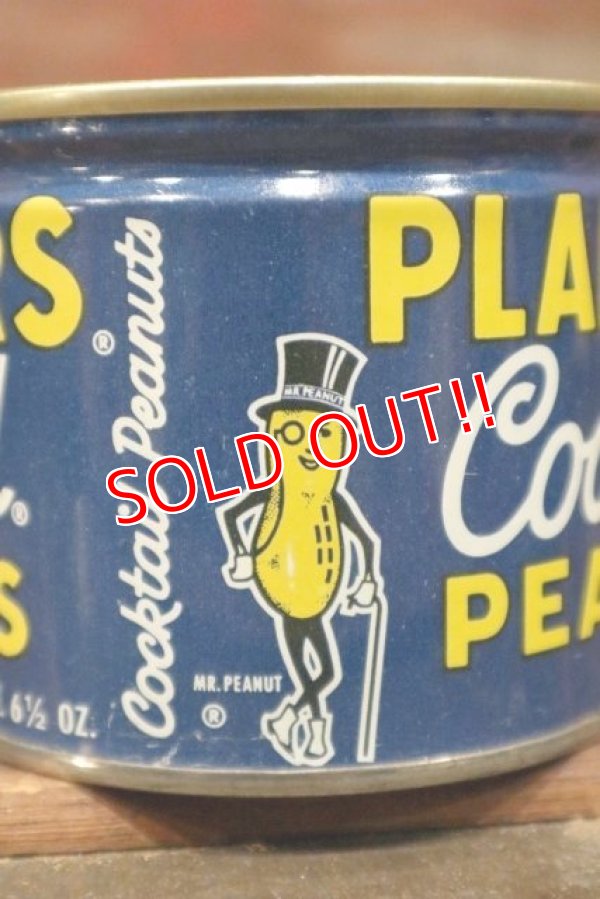 RS
®
S
6½ OZ.
Cocktail Peanuts
®
MR. PEANUT
MR. PEANUT
®
PLA
Coc
PEA
SOLD OUT!!